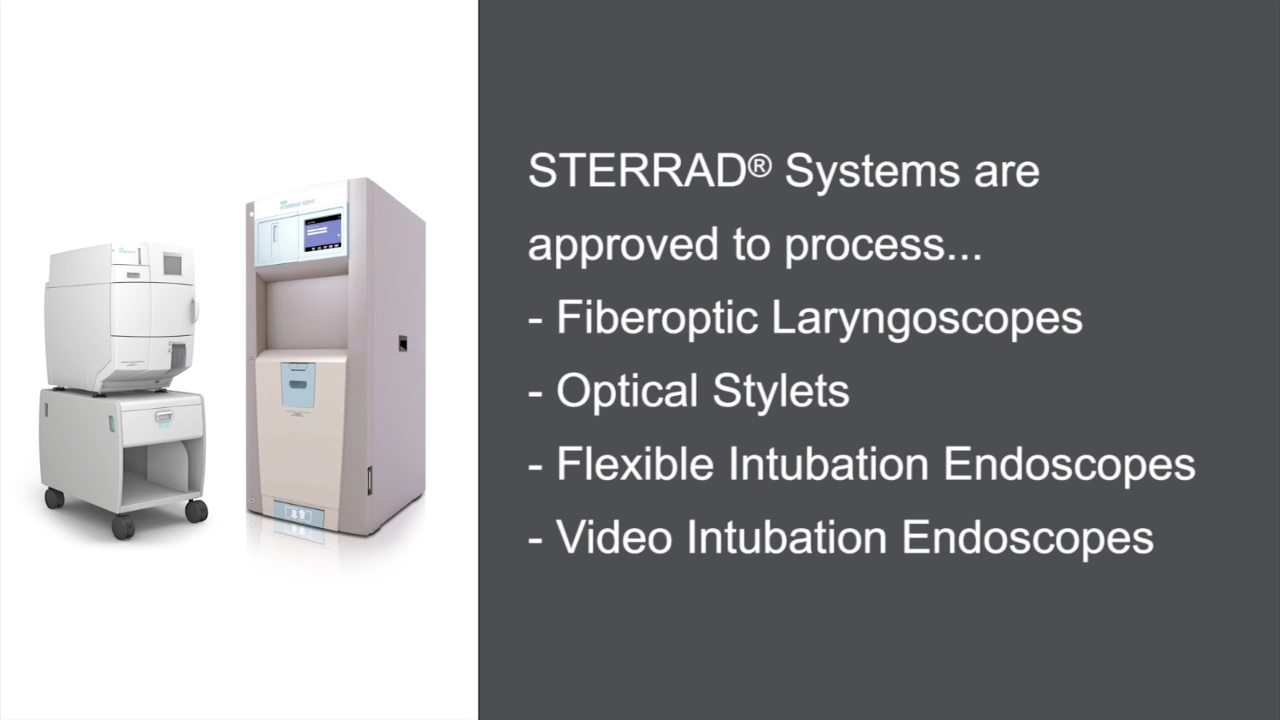 STERRAD® Systems are
approved to process...
- Fiberoptic Laryngoscopes
- Optical Stylets
- Flexible Intubation Endoscopes
- Video Intubation Endoscopes